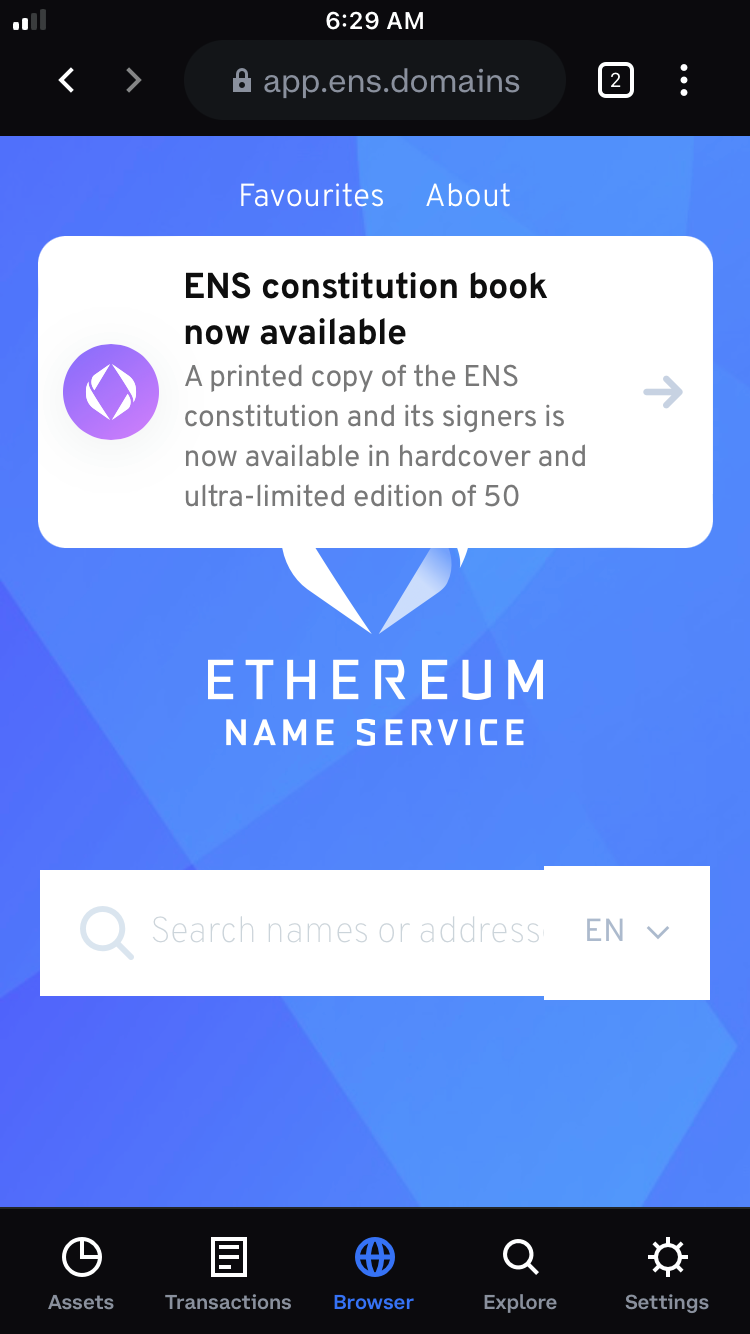 6:29 AM
app.ens.domains
2
Favourites About
ENS constitution book
now available
A printed copy of the ENS
constitution and its signers is
now available in hardcover and
ultra-limited edition of 50
ETHEREUM
NAME SERVICE
Search names or address
EN
Assets Transactions Browser Explore Settings